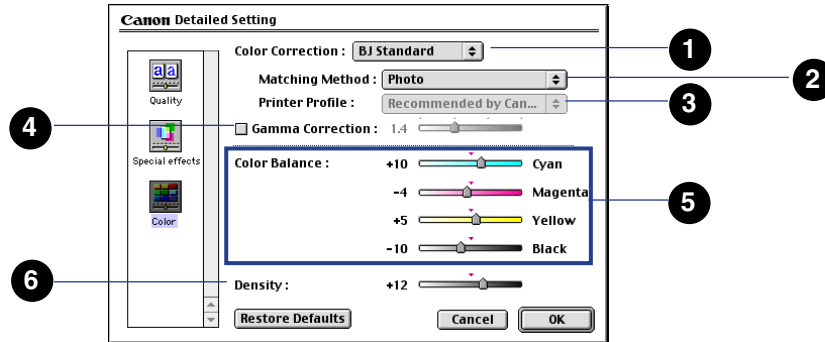 Canon Detailed Setting
Color Correction : BJ Standard
1
Matching Method : Photo
2
Printer Profile : Recommended by Can...
3
4
Gamma Correction : 1.4
aa
Quality
Special effects
Color
Color Balance : +10 Cyan
-4 Magenta
+5 Yellow
-10 Black
5
6
Density : +12
Restore Defaults Cancel OK